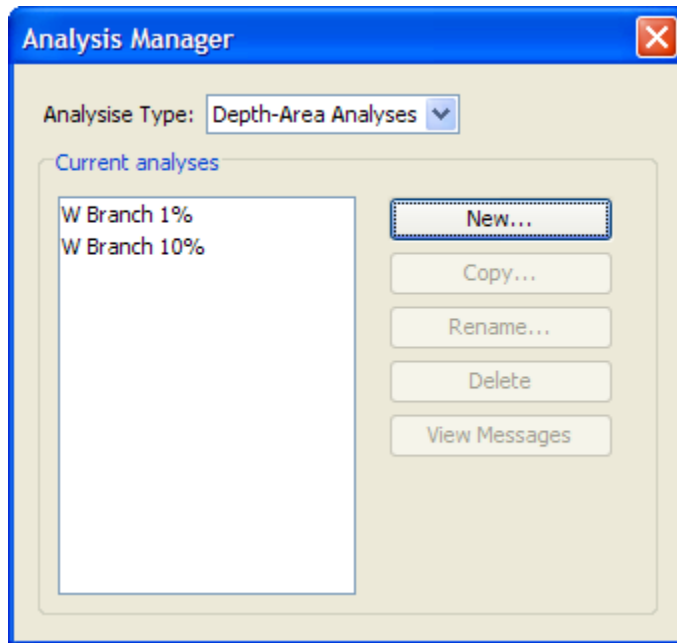 Analysis Manager
Analysise Type: Depth-Area Analyses
Current analyses
W Branch 1%
W Branch 10%
New...
Copy...
Rename...
Delete
View Messages